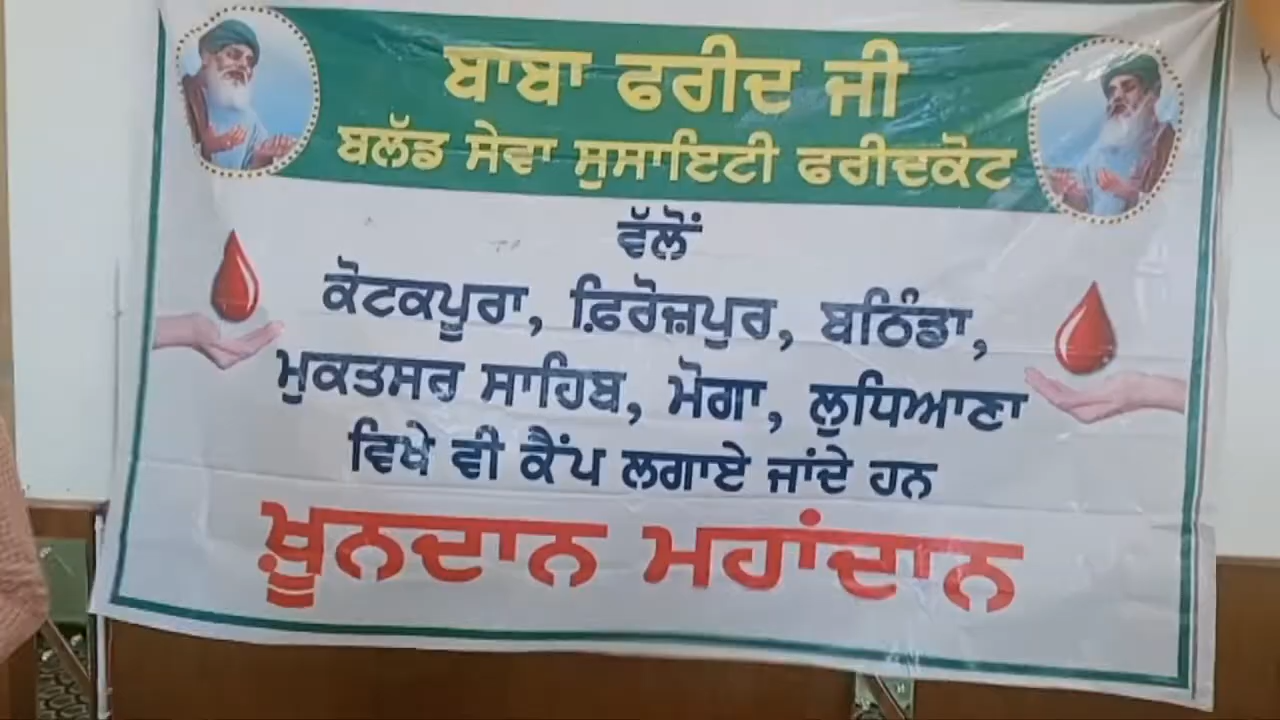 ਬਾਬਾ ਫਰੀਦ ਜੀ
ਬਲੱਡ ਸੇਵਾ ਸੁਸਾਇਟੀ ਫਰੀਦਕੋਟ
ਵੱਲੋਂ
ਕੋਟਕਪੂਰਾ, ਫ਼ਿਰੋਜ਼ਪੁਰ, ਬਠਿੰਡਾ,
ਮੁਕਤਸਰ ਸਾਹਿਬ, ਮੋਗਾ, ਲੁਧਿਆਣਾ
ਵਿਖੇ ਵੀ ਕੈਂਪ ਲਗਾਏ ਜਾਂਦੇ ਹਨ
ਖ਼ੂਨਦਾਨ ਮਹਾਂਦਾਨ